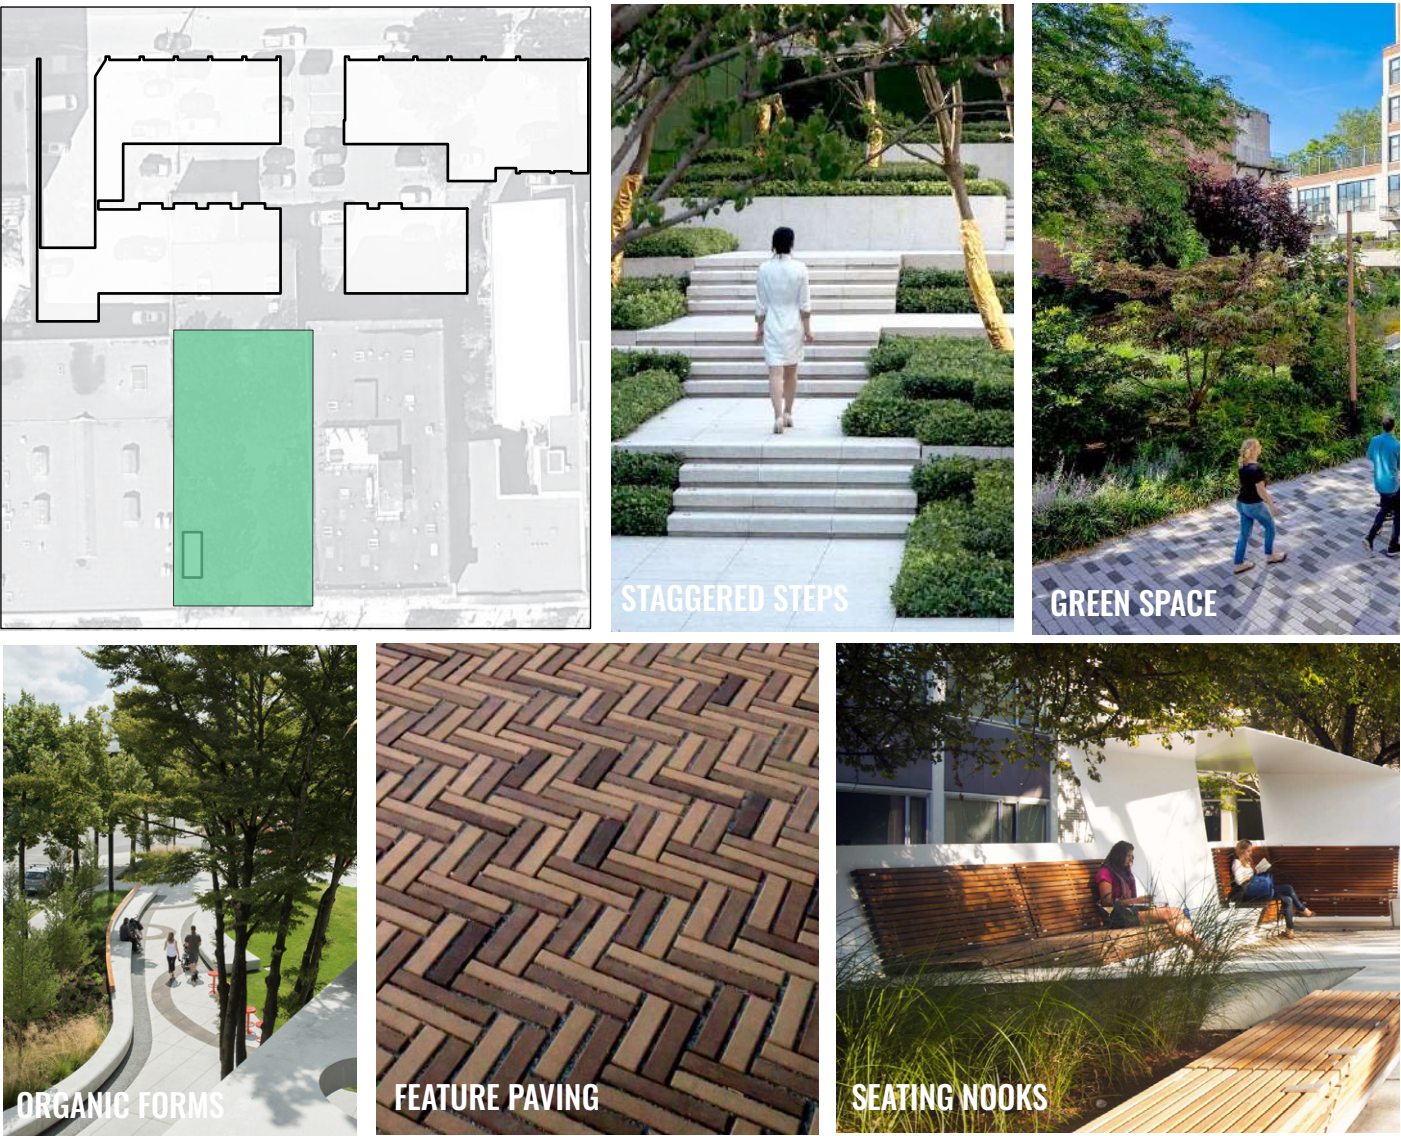 STAGGERED STEPS
GREEN SPACE
ORGANIC FORMS
FEATURE PAVING
SEATING NOOKS